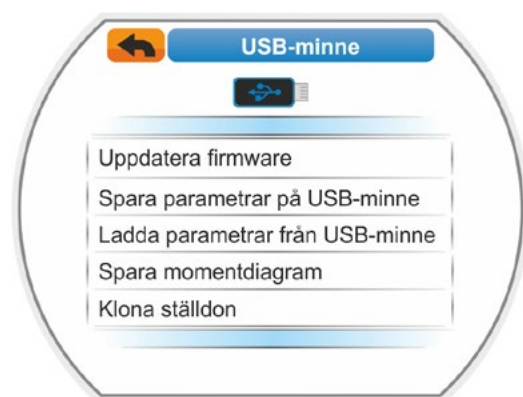 USB-minne
Uppdatera firmware
Spara parametrar på USB-minne
Ladda parametrar från USB-minne
Spara momentdiagram
Klona ställdon